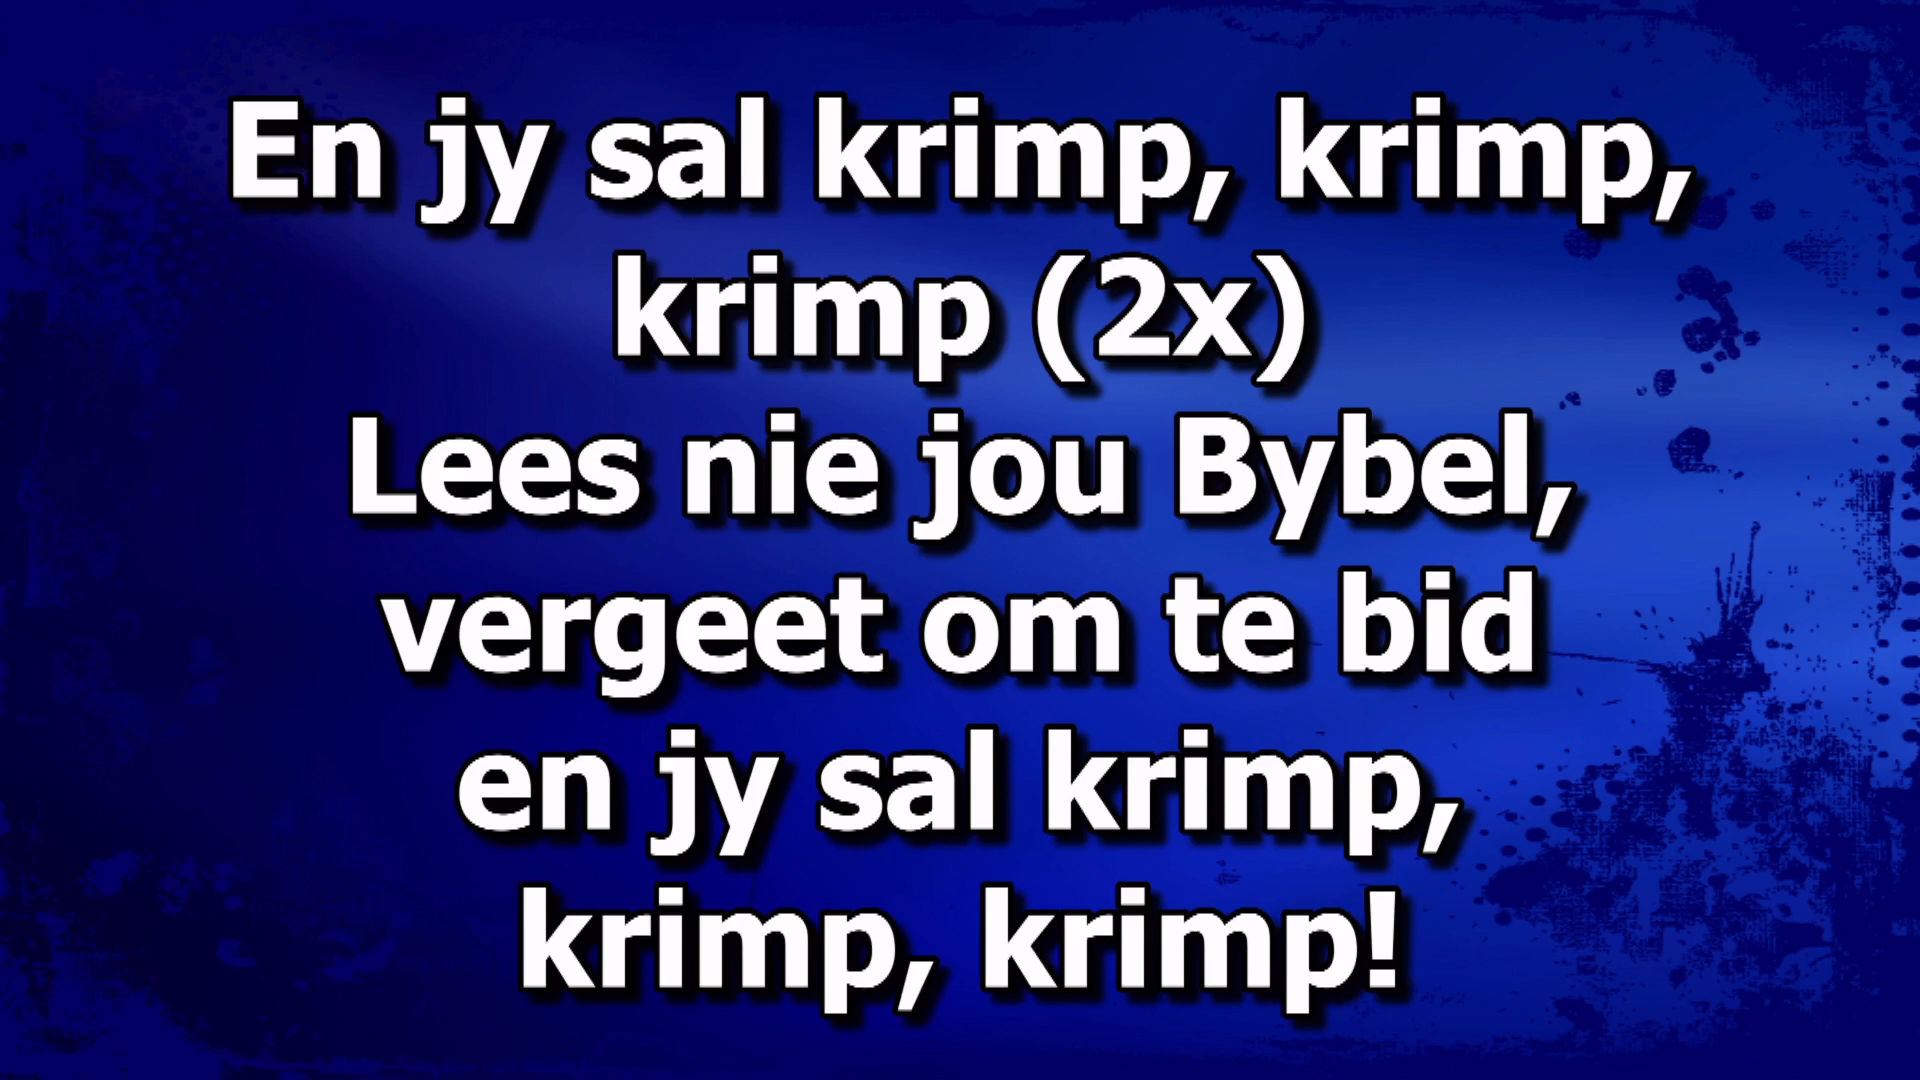 En jy sal krimp, krimp,
krimp (2x)
Lees nie jou Bybel,
vergeet om te bid
en jy sal krimp,
krimp, krimp!